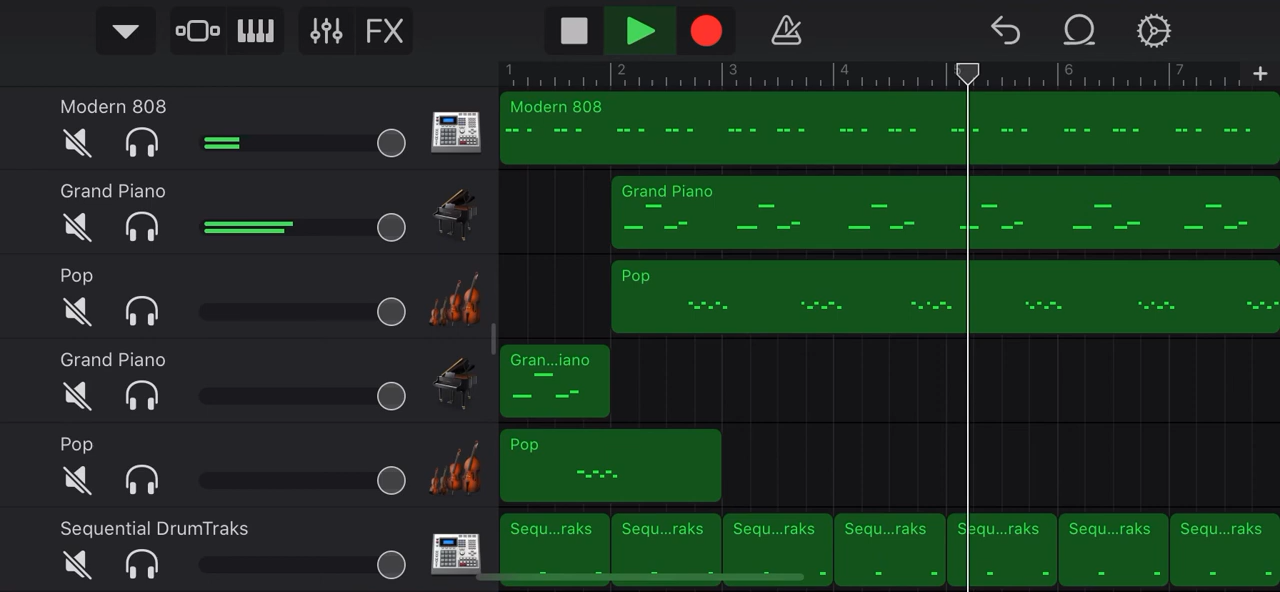 FX
1 2 3 4 5 6 7
Modern 808
Modern 808
Grand Piano
Grand Piano
Pop
Pop
Grand Piano
Gran...iano
Pop
Pop
Sequential DrumTraks
Sequ...raks Sequ...raks Sequ...raks Sequ...raks Sequ...raks Sequ...raks Sequ...raks